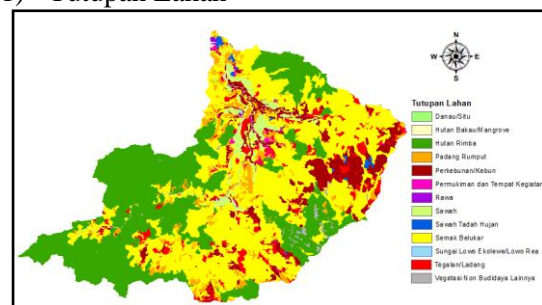 Tutupan Lahan
N
W E
S
Tutupan Lahan
Danau/Situ
Hutan Bakau/Mangrove
Hutan Rimba
Padang Rumput
Perkebunan/Kebun
Permukiman dan Tempat Kegiatan
Rawa
Sawah
Sawah Tadah Hujan
Semak Belukar
Sungai Lowo Ekolewe/Lowo Rea
Tegalan/Ladang
Vegetasi Non Budidaya Lainnya